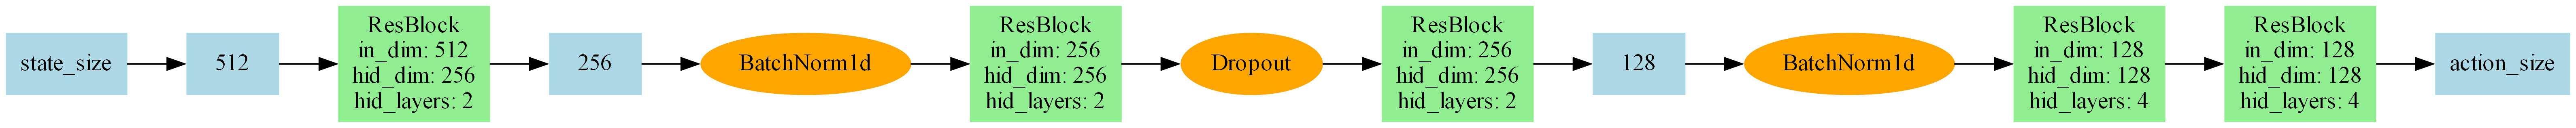 state_size
512
ResBlock
in_dim: 512
hid_dim: 256
hid_layers: 2
256
BatchNorm1d
ResBlock
in_dim: 256
hid_dim: 256
hid_layers: 2
Dropout
ResBlock
in_dim: 256
hid_dim: 256
hid_layers: 2
128
BatchNorm1d
ResBlock
in_dim: 128
hid_dim: 128
hid_layers: 4
ResBlock
in_dim: 128
hid_dim: 128
hid_layers: 4
action_size